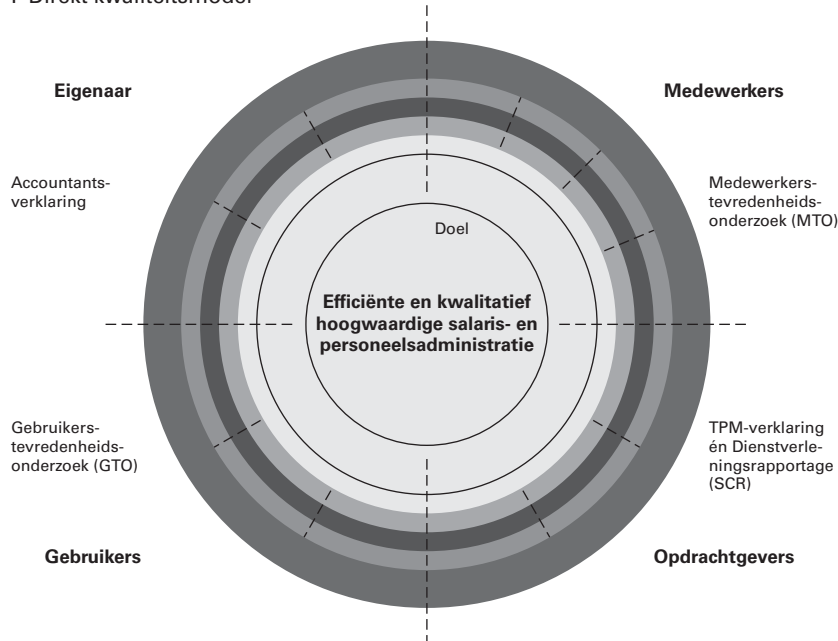 P-Direkt kwaliteitsmodel
Eigenaar
Medewerkers
Accountants-
verklaring
Medewerkers-
tevredenheids-
onderzoek (MTO)
Doel
Efficiënte en kwalitatief
hoogwaardige salaris- en
personeelsadministratie
Gebruikers-
tevredenheids-
onderzoek (GTO)
TPM-verklaring
én Dienstverle-
ningsrapportage
(SCR)
Gebruikers
Opdrachtgevers